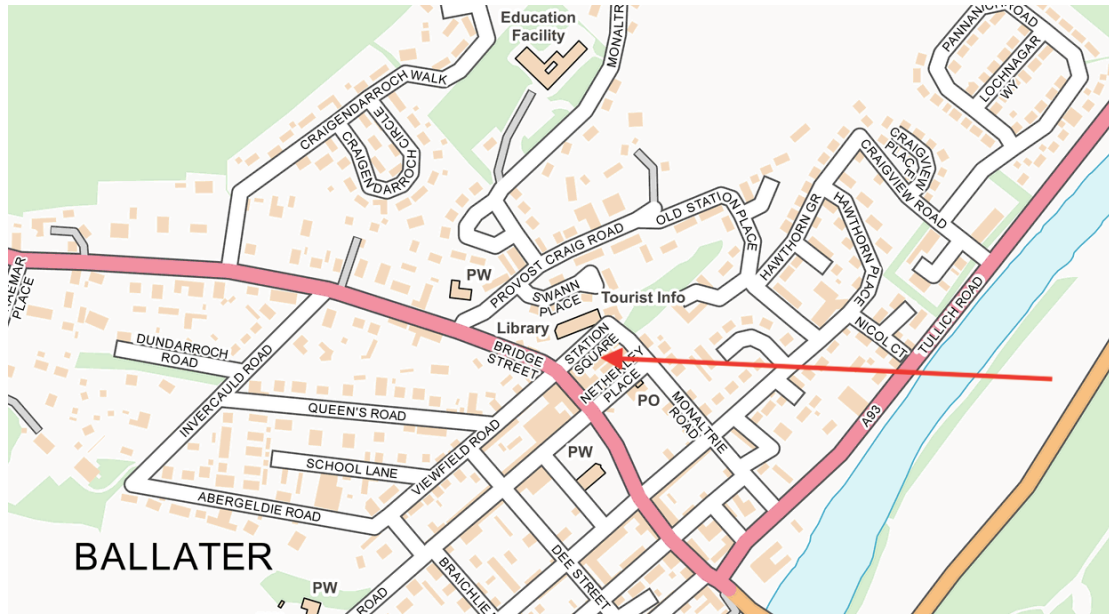 Education
Facility
MONALTRIE
PANNANICH ROAD
LOCHNAGAR
WY
CRAIGENDARROCH WALK
CRAIGENDARROCH
CIRCLE
CRAIGVIEW
PLACE
CRAIGVIEW ROAD
OLD STATION PLACE
HAWTHORN GR
HAWTHORN PLACE
PROVOST CRAIG ROAD
PW
SWANN
PLACE
Tourist Info
PLACE
Library
STATION
SQUARE
NICOL CT
TULLICH ROAD
BRIDGE
STREET
DUNDARROCH
ROAD
INVERCAULD ROAD
NETHERLEY
PLACE
PO
MONALTRIE
ROAD
A93
QUEEN'S ROAD
VIEWFIELD ROAD
PW
SCHOOL LANE
ABERGELDIE ROAD
BALLATER
DEE STREET
PW
ROAD